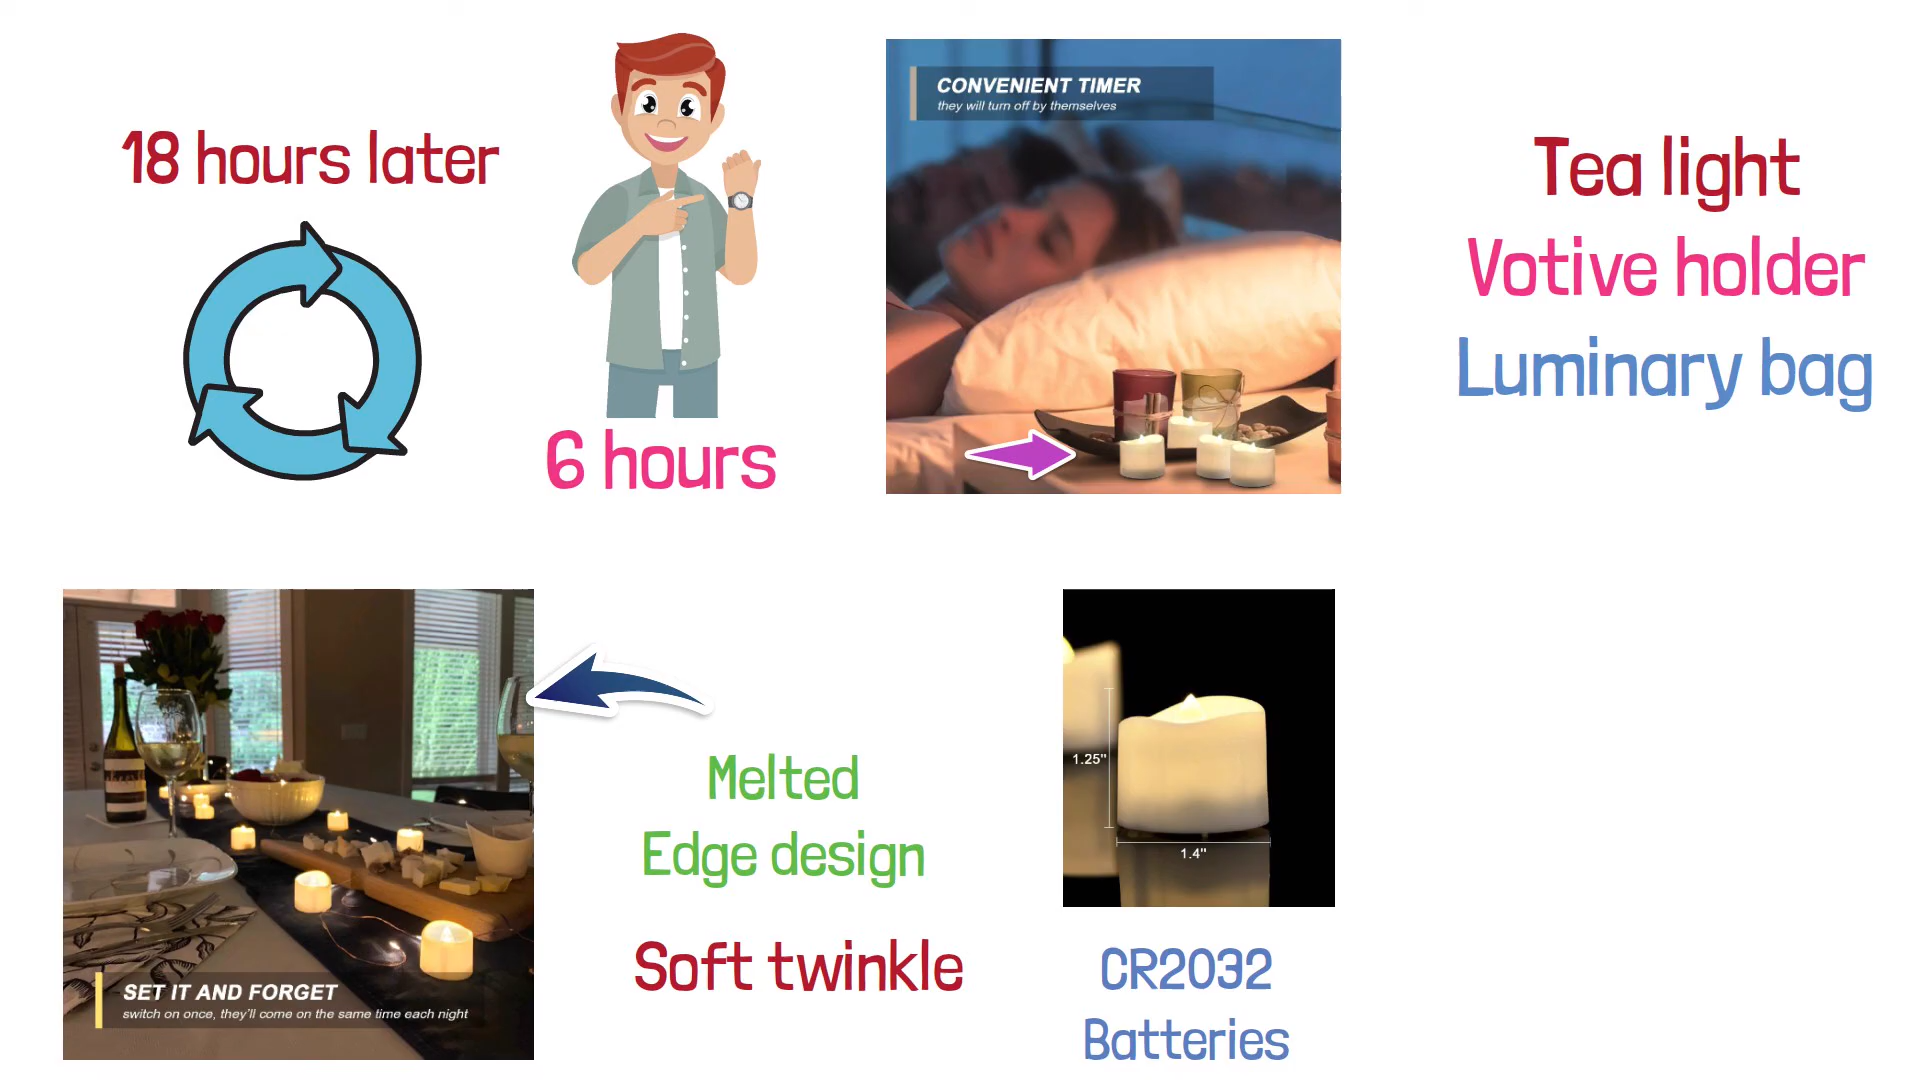 18 hours later
6 hours
CONVENIENT TIMER
they will turn off by themselves
Tea light
Votive holder
Luminary bag
SET IT AND FORGET
switch on once, they'll come on the same time each night
Melted
Edge design
Soft twinkle
1.25"
1.4"
CR2032
Batteries